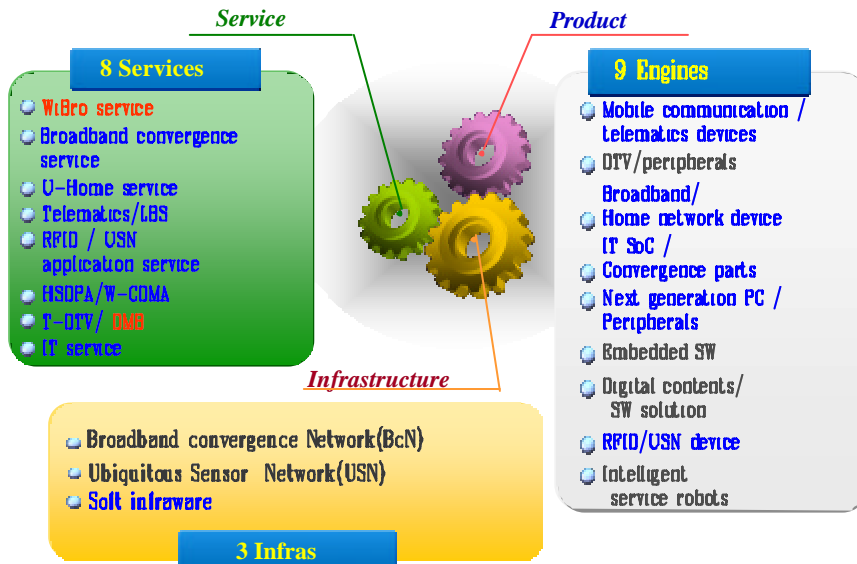 Service
Product
8 Services
WiBro service
Broadband convergence
service
U-Home service
Telematics/LBS
RFID / USN
application service
HSDPA/W-CDMA
T-DTV/ DMB
IT service
9 Engines
Mobile communication /
telematics devices
DTV/peripherals
Broadband/
Home network device
IT SoC /
Convergence parts
Next generation PC /
Peripherals
Embedded SW
Digital contents/
SW solution
RFID/USN device
Intelligent
service robots
Infrastructure
Broadband convergence Network(BcN)
Ubiquitous Sensor Network(USN)
Soft infraware
3 Infras